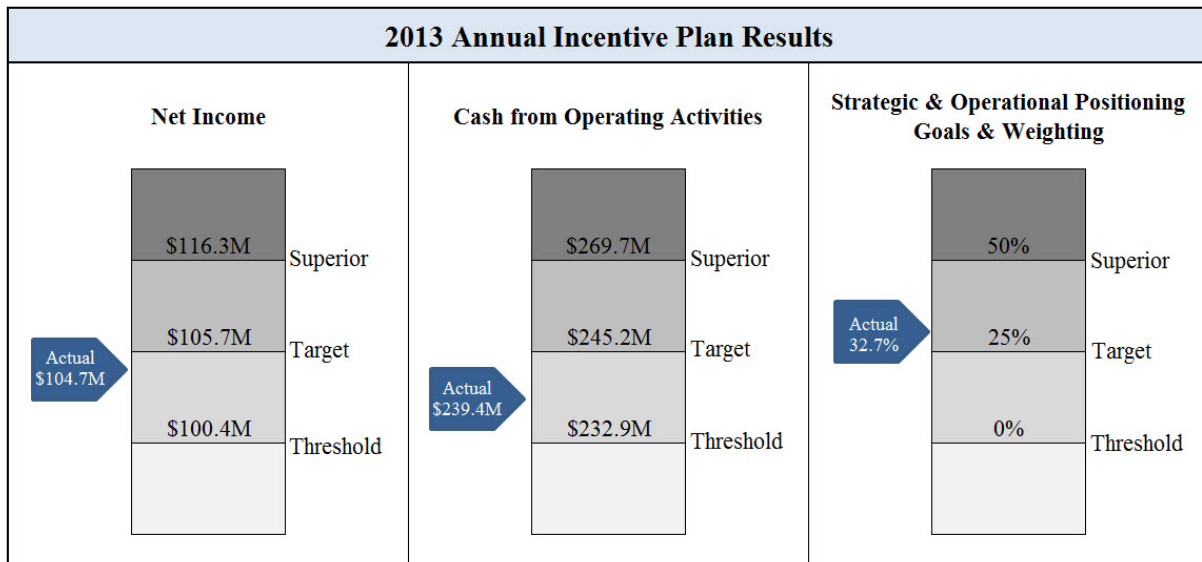 2013 Annual Incentive Plan Results
Net Income
$116.3M
Superior
$105.7M
Target
Actual
$104.7M
$100.4M
Threshold
Cash from Operating Activities
$269.7M
Superior
$245.2M
Target
Actual
$239.4M
$232.9M
Threshold
Strategic & Operational Positioning
Goals & Weighting
50%
Superior
Actual
32.7%
25%
Target
0%
Threshold